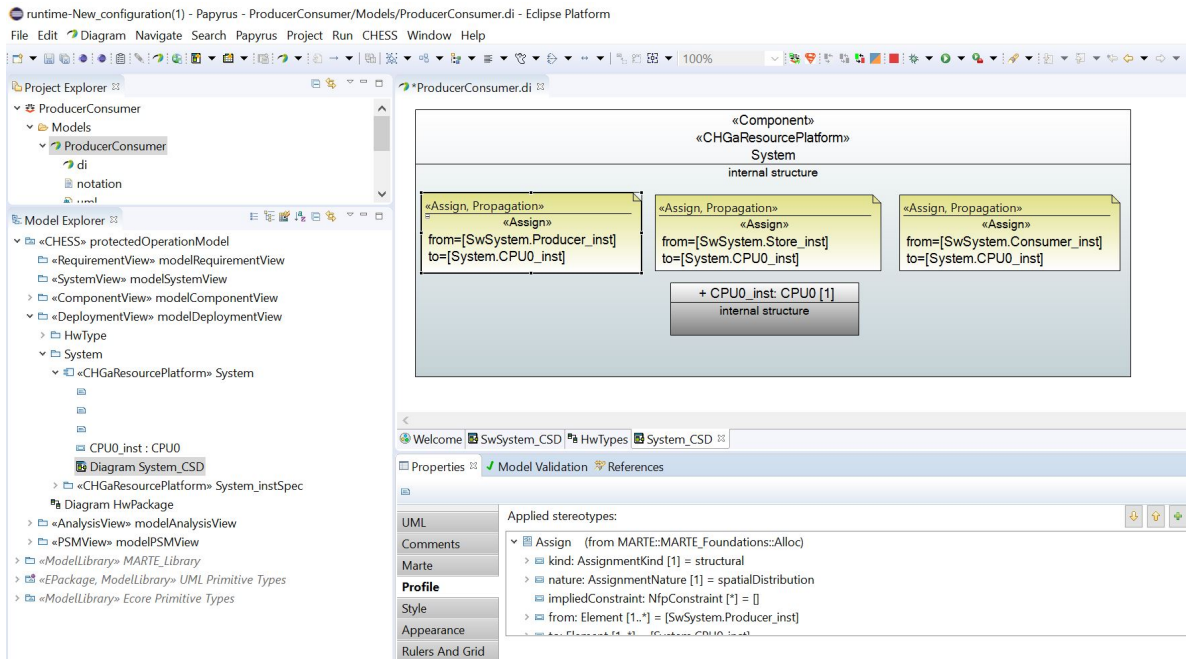 runtime-New_configuration(1) - Papyrus - ProducerConsumer/Models/ProducerConsumer.di - Eclipse Platform
File Edit Diagram Navigate Search Papyrus Project Run CHESS Window Help
100%
Project Explorer
ProducerConsumer
Models
ProducerConsumer
di
notation
uml
Model Explorer
«CHESS» protectedOperationModel
«RequirementView» modelRequirementView
«SystemView» modelSystemView
«ComponentView» modelComponentView
«DeploymentView» modelDeploymentView
HwType
System
«CHGaResourcePlatform» System
CPU0_inst : CPU0
Diagram System_CSD
«CHGaResourcePlatform» System_instSpec
Diagram HwPackage
«AnalysisView» modelAnalysisView
«PSMView» modelPSMView
«ModelLibrary» MARTE_Library
«EPackage, ModelLibrary» UML Primitive Types
«ModelLibrary» Ecore Primitive Types
*ProducerConsumer.di
«Component»
«CHGaResourcePlatform»
System
internal structure
«Assign, Propagation»
«Assign»
from=[SwSystem.Producer_inst]
to=[System.CPU0_inst]
«Assign, Propagation»
«Assign»
from=[SwSystem.Store_inst]
to=[System.CPU0_inst]
«Assign, Propagation»
«Assign»
from=[SwSystem.Consumer_inst]
to=[System.CPU0_inst]
+ CPU0_inst: CPU0 [1]
internal structure
Welcome SwSystem_CSD HwTypes System_CSD
Properties Model Validation References
UML
Comments
Marte
Profile
Style
Appearance
Rulers And Grid
Applied stereotypes:
Assign (from MARTE::MARTE_Foundations::Alloc)
kind: AssignmentKind [1] = structural
nature: AssignmentNature [1] = spatialDistribution
impliedConstraint: NfpConstraint [*] = []
from: Element [1..*] = [SwSystem.Producer_inst]
to: Element [1..*] = [System.CPU0_inst]